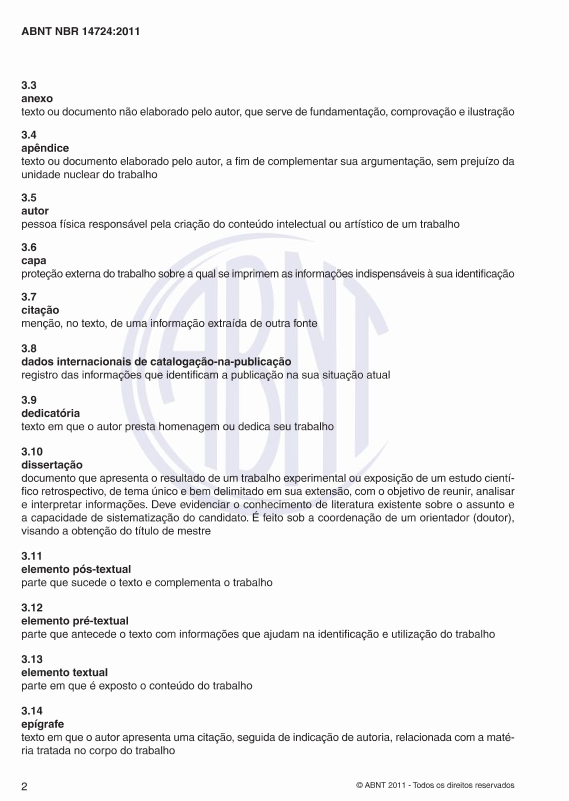 ABNT NBR 14724:2011
3.3
anexo
texto ou documento não elaborado pelo autor, que serve de fundamentação, comprovação e ilustração
3.4
apêndice
texto ou documento elaborado pelo autor, a fim de complementar sua argumentação, sem prejuízo da
unidade nuclear do trabalho
3.5
autor
pessoa física responsável pela criação do conteúdo intelectual ou artístico de um trabalho
3.6
capa
proteção externa do trabalho sobre a qual se imprimem as informações indispensáveis à sua identificação
3.7
citação
menção, no texto, de uma informação extraída de outra fonte
3.8
dados internacionais de catalogação-na-publicação
registro das informações que identificam a publicação na sua situação atual
3.9
dedicatória
texto em que o autor presta homenagem ou dedica seu trabalho
3.10
dissertação
documento que apresenta o resultado de um trabalho experimental ou exposição de um estudo cientí-
fico retrospectivo, de tema único e bem delimitado em sua extensão, com o objetivo de reunir, analisar
e interpretar informações. Deve evidenciar o conhecimento de literatura existente sobre o assunto e
a capacidade de sistematização do candidato. É feito sob a coordenação de um orientador (doutor),
visando a obtenção do título de mestre
3.11
elemento pós-textual
parte que sucede o texto e complementa o trabalho
3.12
elemento pré-textual
parte que antecede o texto com informações que ajudam na identificação e utilização do trabalho
3.13
elemento textual
parte em que é exposto o conteúdo do trabalho
3.14
epígrafe
texto em que o autor apresenta uma citação, seguida de indicação de autoria, relacionada com a maté-
ria tratada no corpo do trabalho
ABNT
2
© ABNT 2011 - Todos os direitos reservados